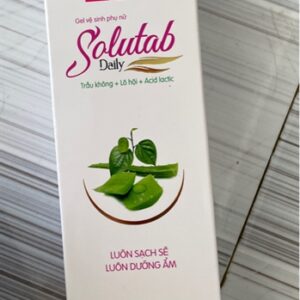 Gel vệ sinh phụ nữ
Solutab
Daily
Trầu không + Lô hội + Acid lactic
LUÔN SẠCH SẼ
LUÔN DƯỠNG ẨM